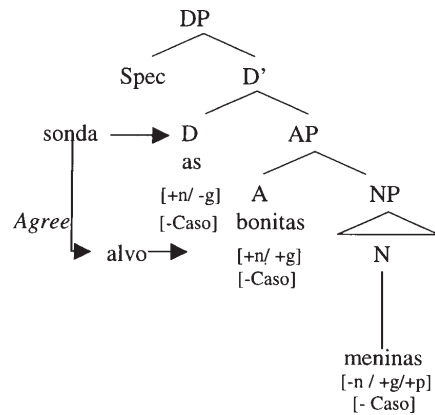 DP
Spec D’
sonda D AP
as
[+n/ -g] A NP
Agree [-Caso] bonitas
alvo [+n/ +g] N
[-Caso]
meninas
[-n / +g/+p]
[- Caso]